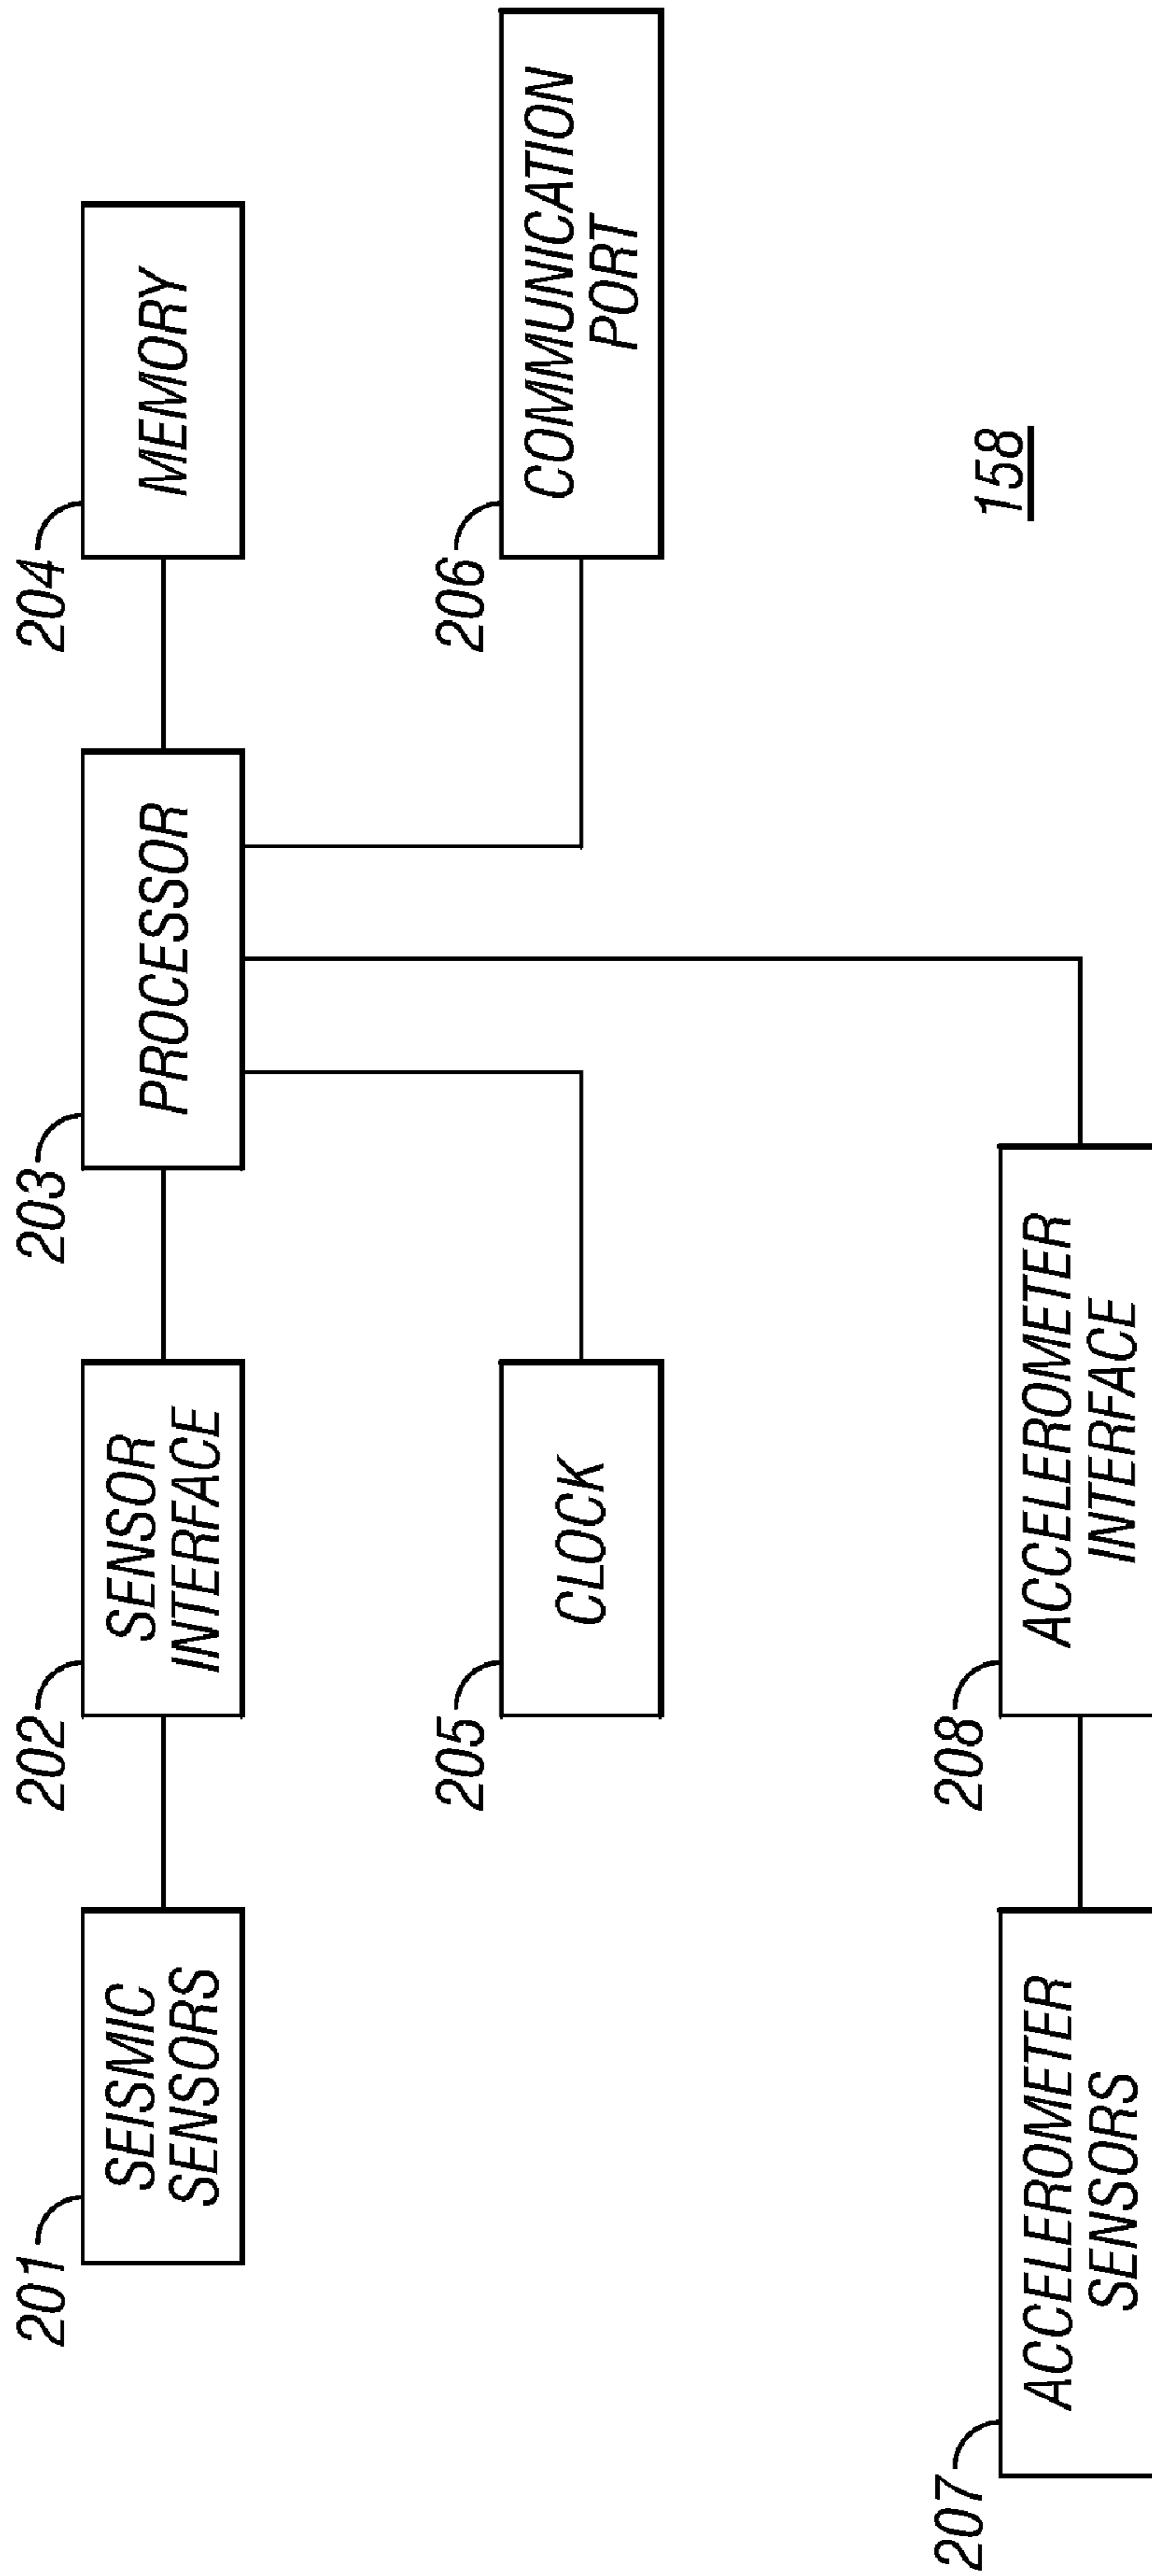 201
SEISMIC
SENSORS
202
SENSOR
INTERFACE
203
PROCESSOR
204
MEMORY
205
CLOCK
206
COMMUNICATION
PORT
158
207
ACCELEROMETER
SENSORS
208
ACCELEROMETER
INTERFACE